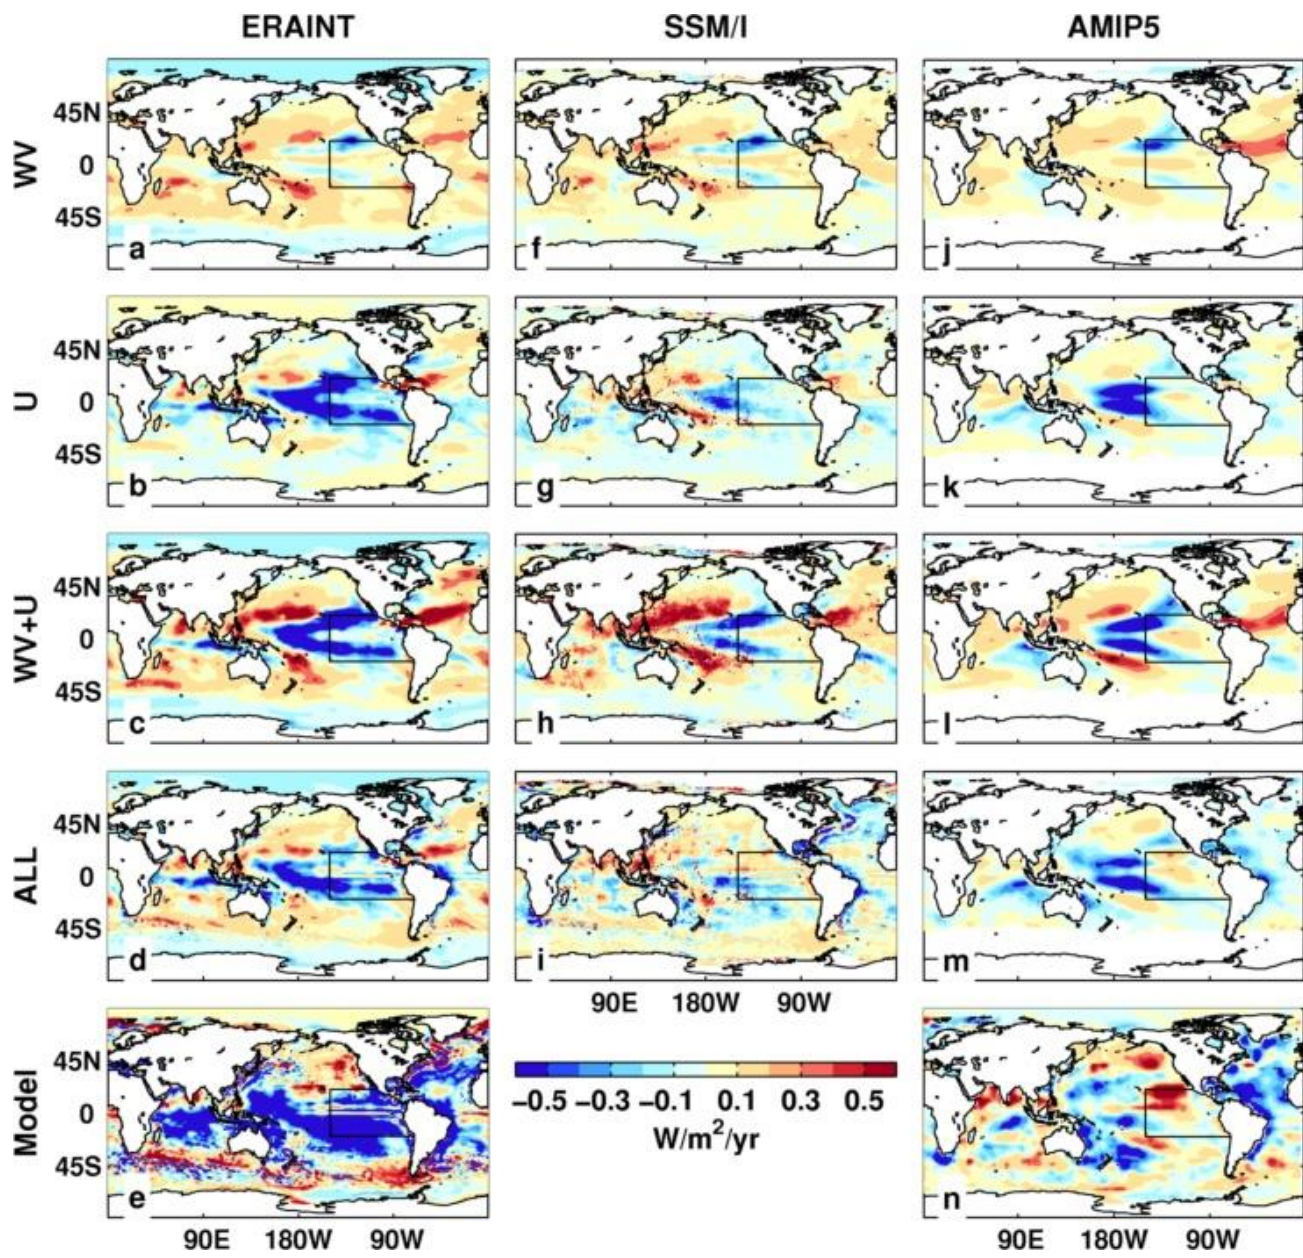 ERAINT SSM/I AMIP5
WV
45N
0
45S
a f j
U
45N
0
45S
b g k
WV+U
45N
0
45S
c h l
ALL
45N
0
45S
d i m
90E 180W 90W
Model
45N
0
45S
−0.5 −0.3 −0.1 0.1 0.3 0.5
W/m²/yr
e n
90E 180W 90W 90E 180W 90W